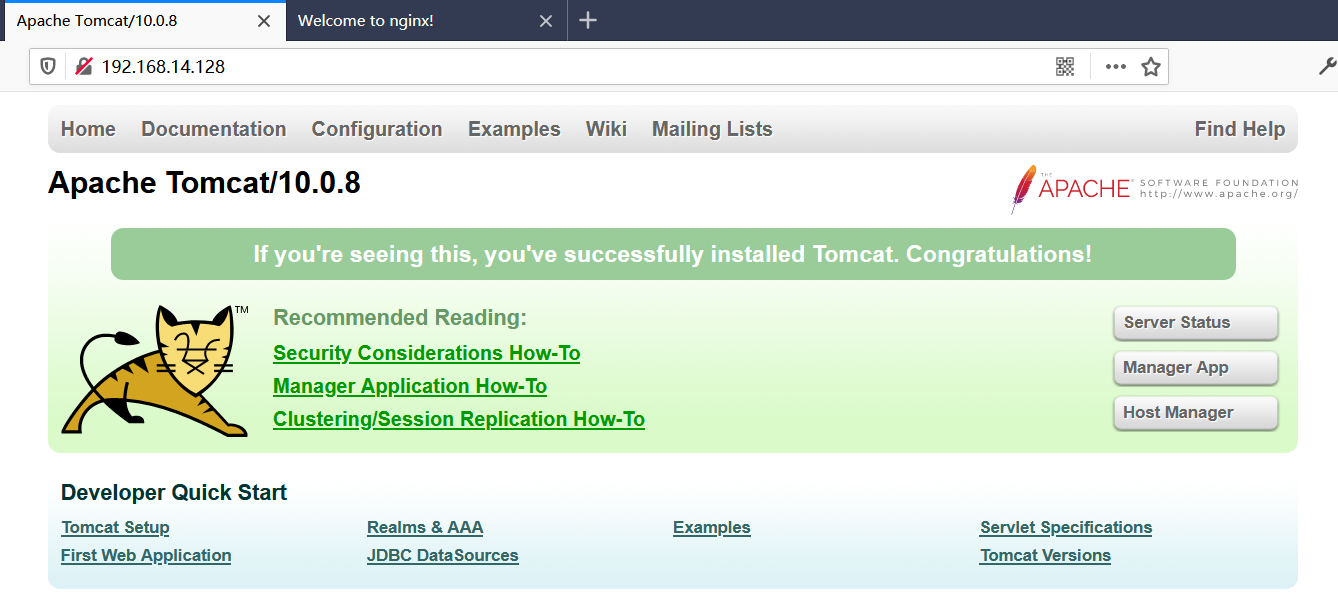 Apache Tomcat/10.0.8 Welcome to nginx!
192.168.14.128
Home Documentation Configuration Examples Wiki Mailing Lists Find Help
Apache Tomcat/10.0.8
THE APACHE® SOFTWARE FOUNDATION
http://www.apache.org/
If you're seeing this, you've successfully installed Tomcat. Congratulations!
TM
Recommended Reading:
Security Considerations How-To
Manager Application How-To
Clustering/Session Replication How-To
Server Status
Manager App
Host Manager
Developer Quick Start
Tomcat Setup
First Web Application
Realms & AAA
JDBC DataSources
Examples
Servlet Specifications
Tomcat Versions